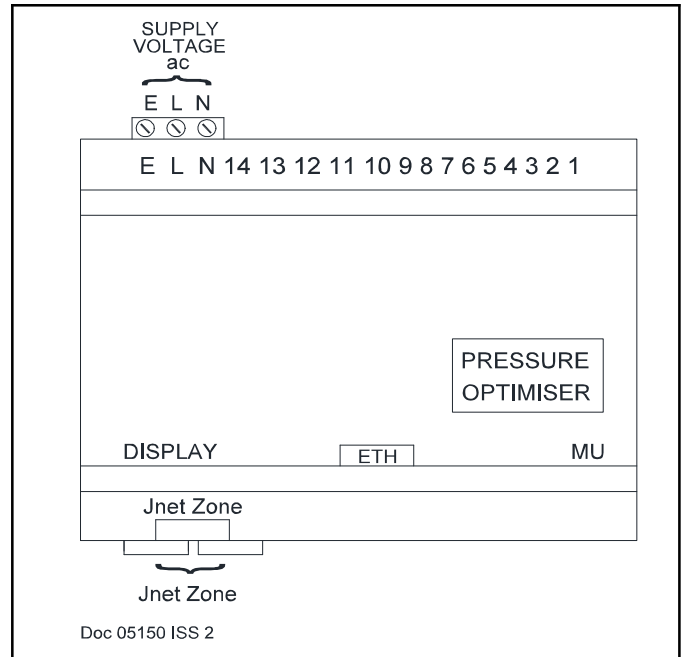 SUPPLY
VOLTAGE
ac
E L N
E L N 14 13 12 11 10 9 8 7 6 5 4 3 2 1
PRESSURE
OPTIMISER
DISPLAY
ETH
MU
Jnet Zone
Jnet Zone
Doc 05150 ISS 2